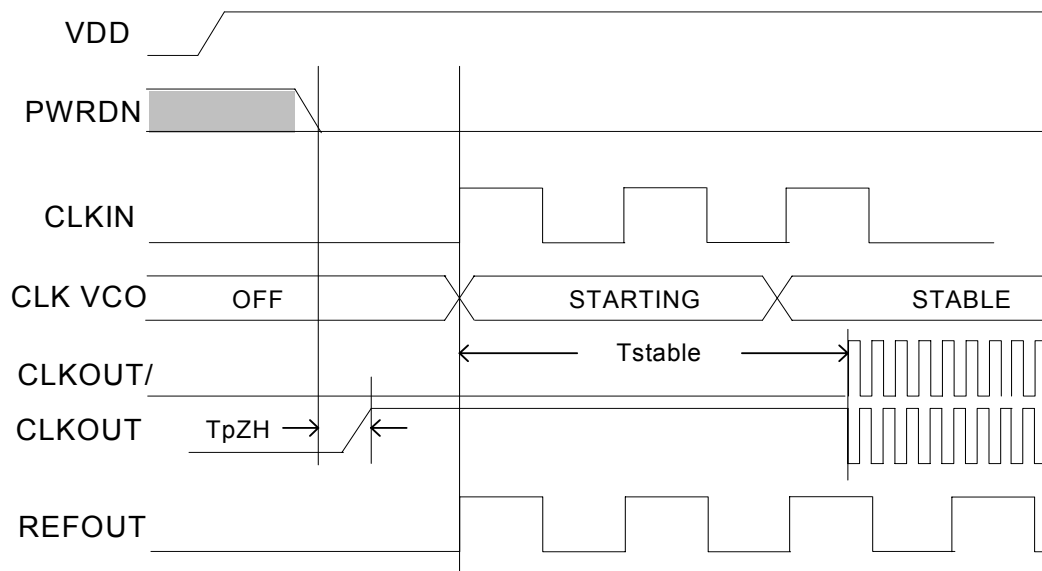 VDD
PWRDN
CLKIN
CLK VCO OFF STARTING STABLE
Tstable
CLKOUT/
CLKOUT TpZH
REFOUT